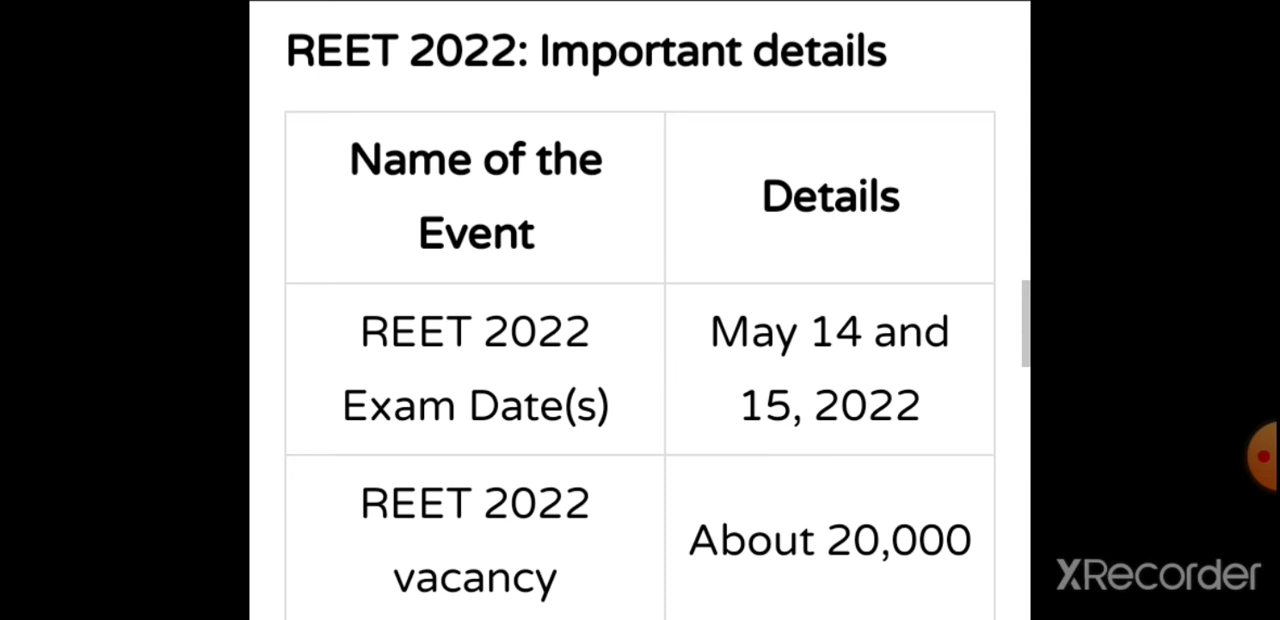 REET 2022: Important details
Name of the
Event
Details
REET 2022
Exam Date(s)
May 14 and
15, 2022
REET 2022
vacancy
About 20,000
XRecorder